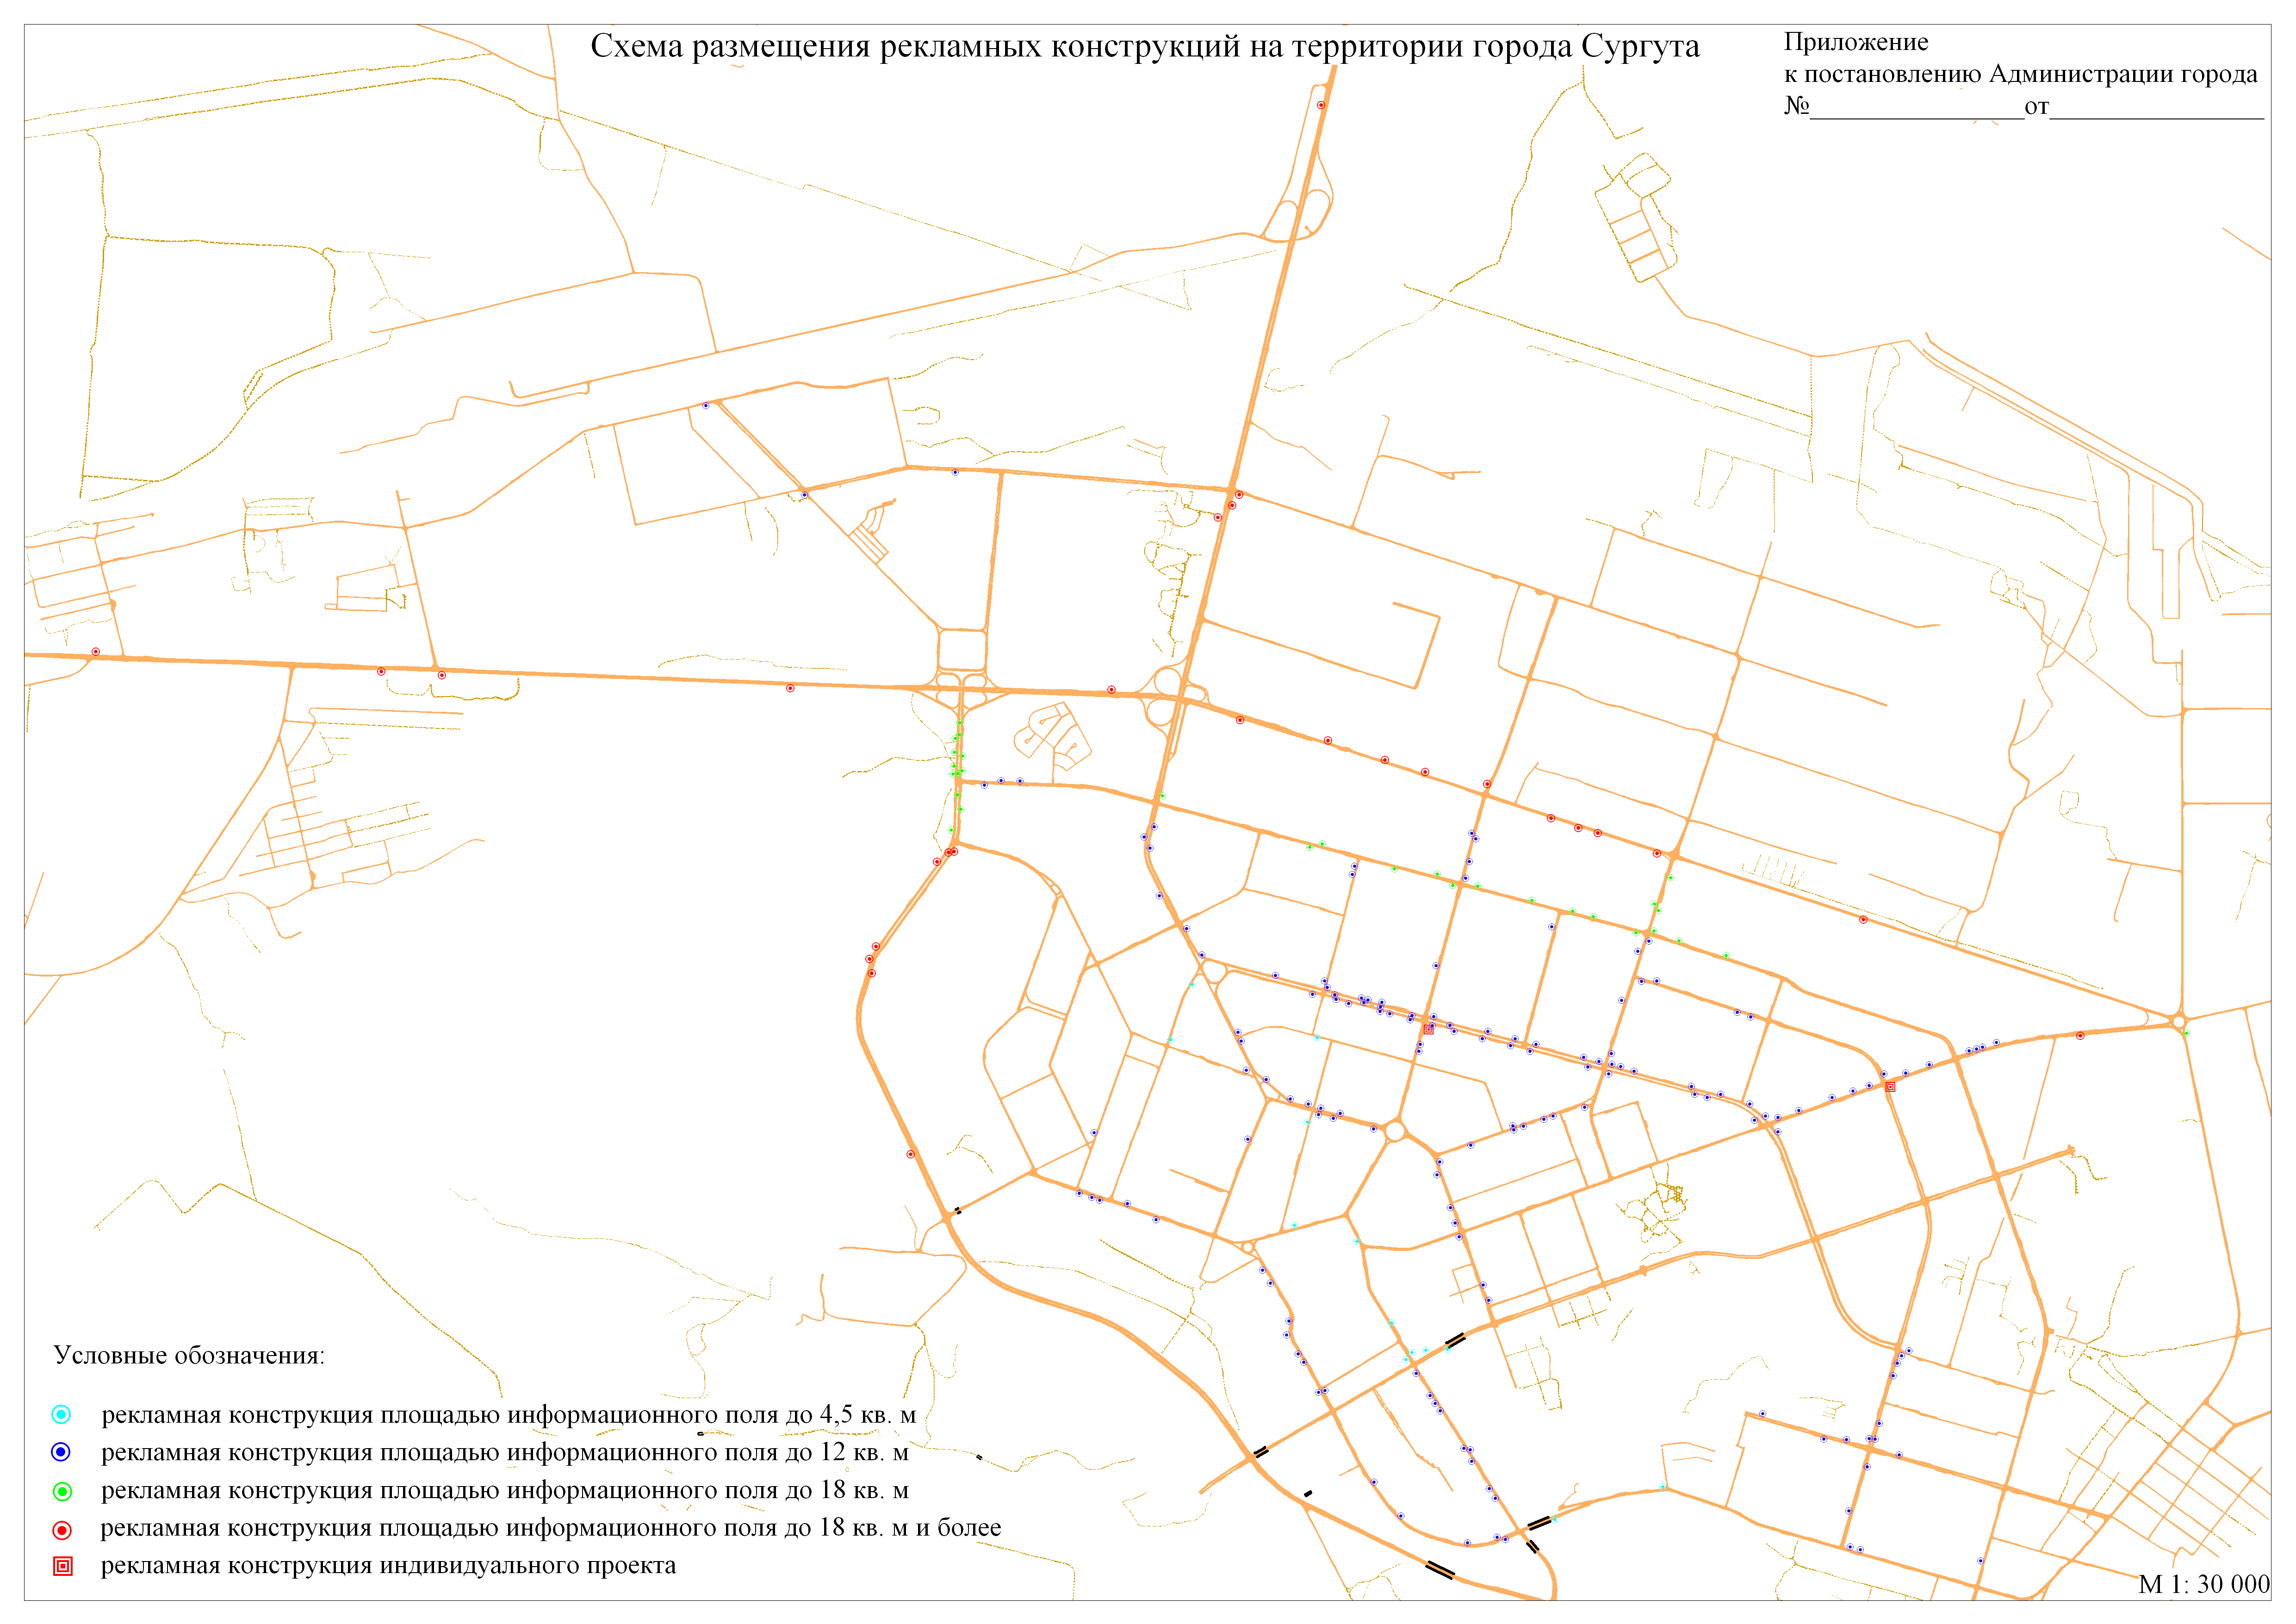 Схема размещения рекламных конструкций на территории города Сургута
Приложение
к постановлению Администрации города
№__________________от________________
Условные обозначения:
рекламная конструкция площадью информационного поля до 4,5 кв. м
рекламная конструкция площадью информационного поля до 12 кв. м
рекламная конструкция площадью информационного поля до 18 кв. м
рекламная конструкция площадью информационного поля до 18 кв. м и более
рекламная конструкция индивидуального проекта
М 1: 30 000